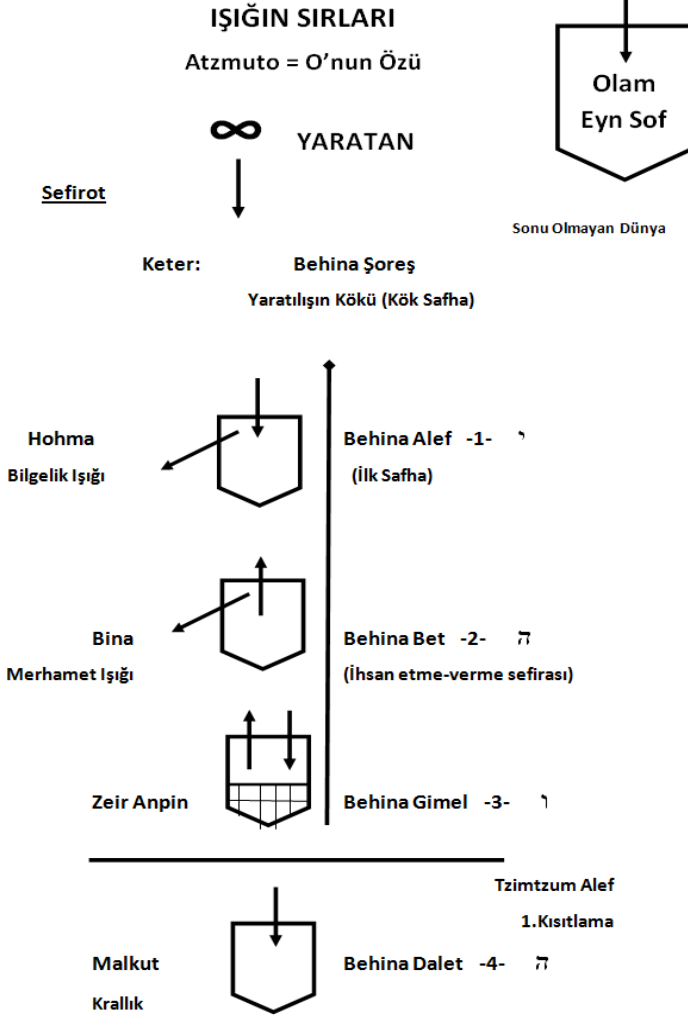 IŞIĞIN SIRLARI
Atzmuto = O’nun Özü
Olam
Eyn Sof
∞ YARATAN
Sefirot
Sonu Olmayan Dünya
Keter: Behina Şoreş
Yaratılışın Kökü (Kök Safha)
Hohma Behina Alef -1- י
Bilgelik Işığı (İlk Safha)
Bina Behina Bet -2- ה
Merhamet Işığı (İhsan etme-verme sefirası)
Zeir Anpin Behina Gimel -3- ו
Tzimtzum Alef
1.Kısıtlama
Malkut Behina Dalet -4- ה
Krallık